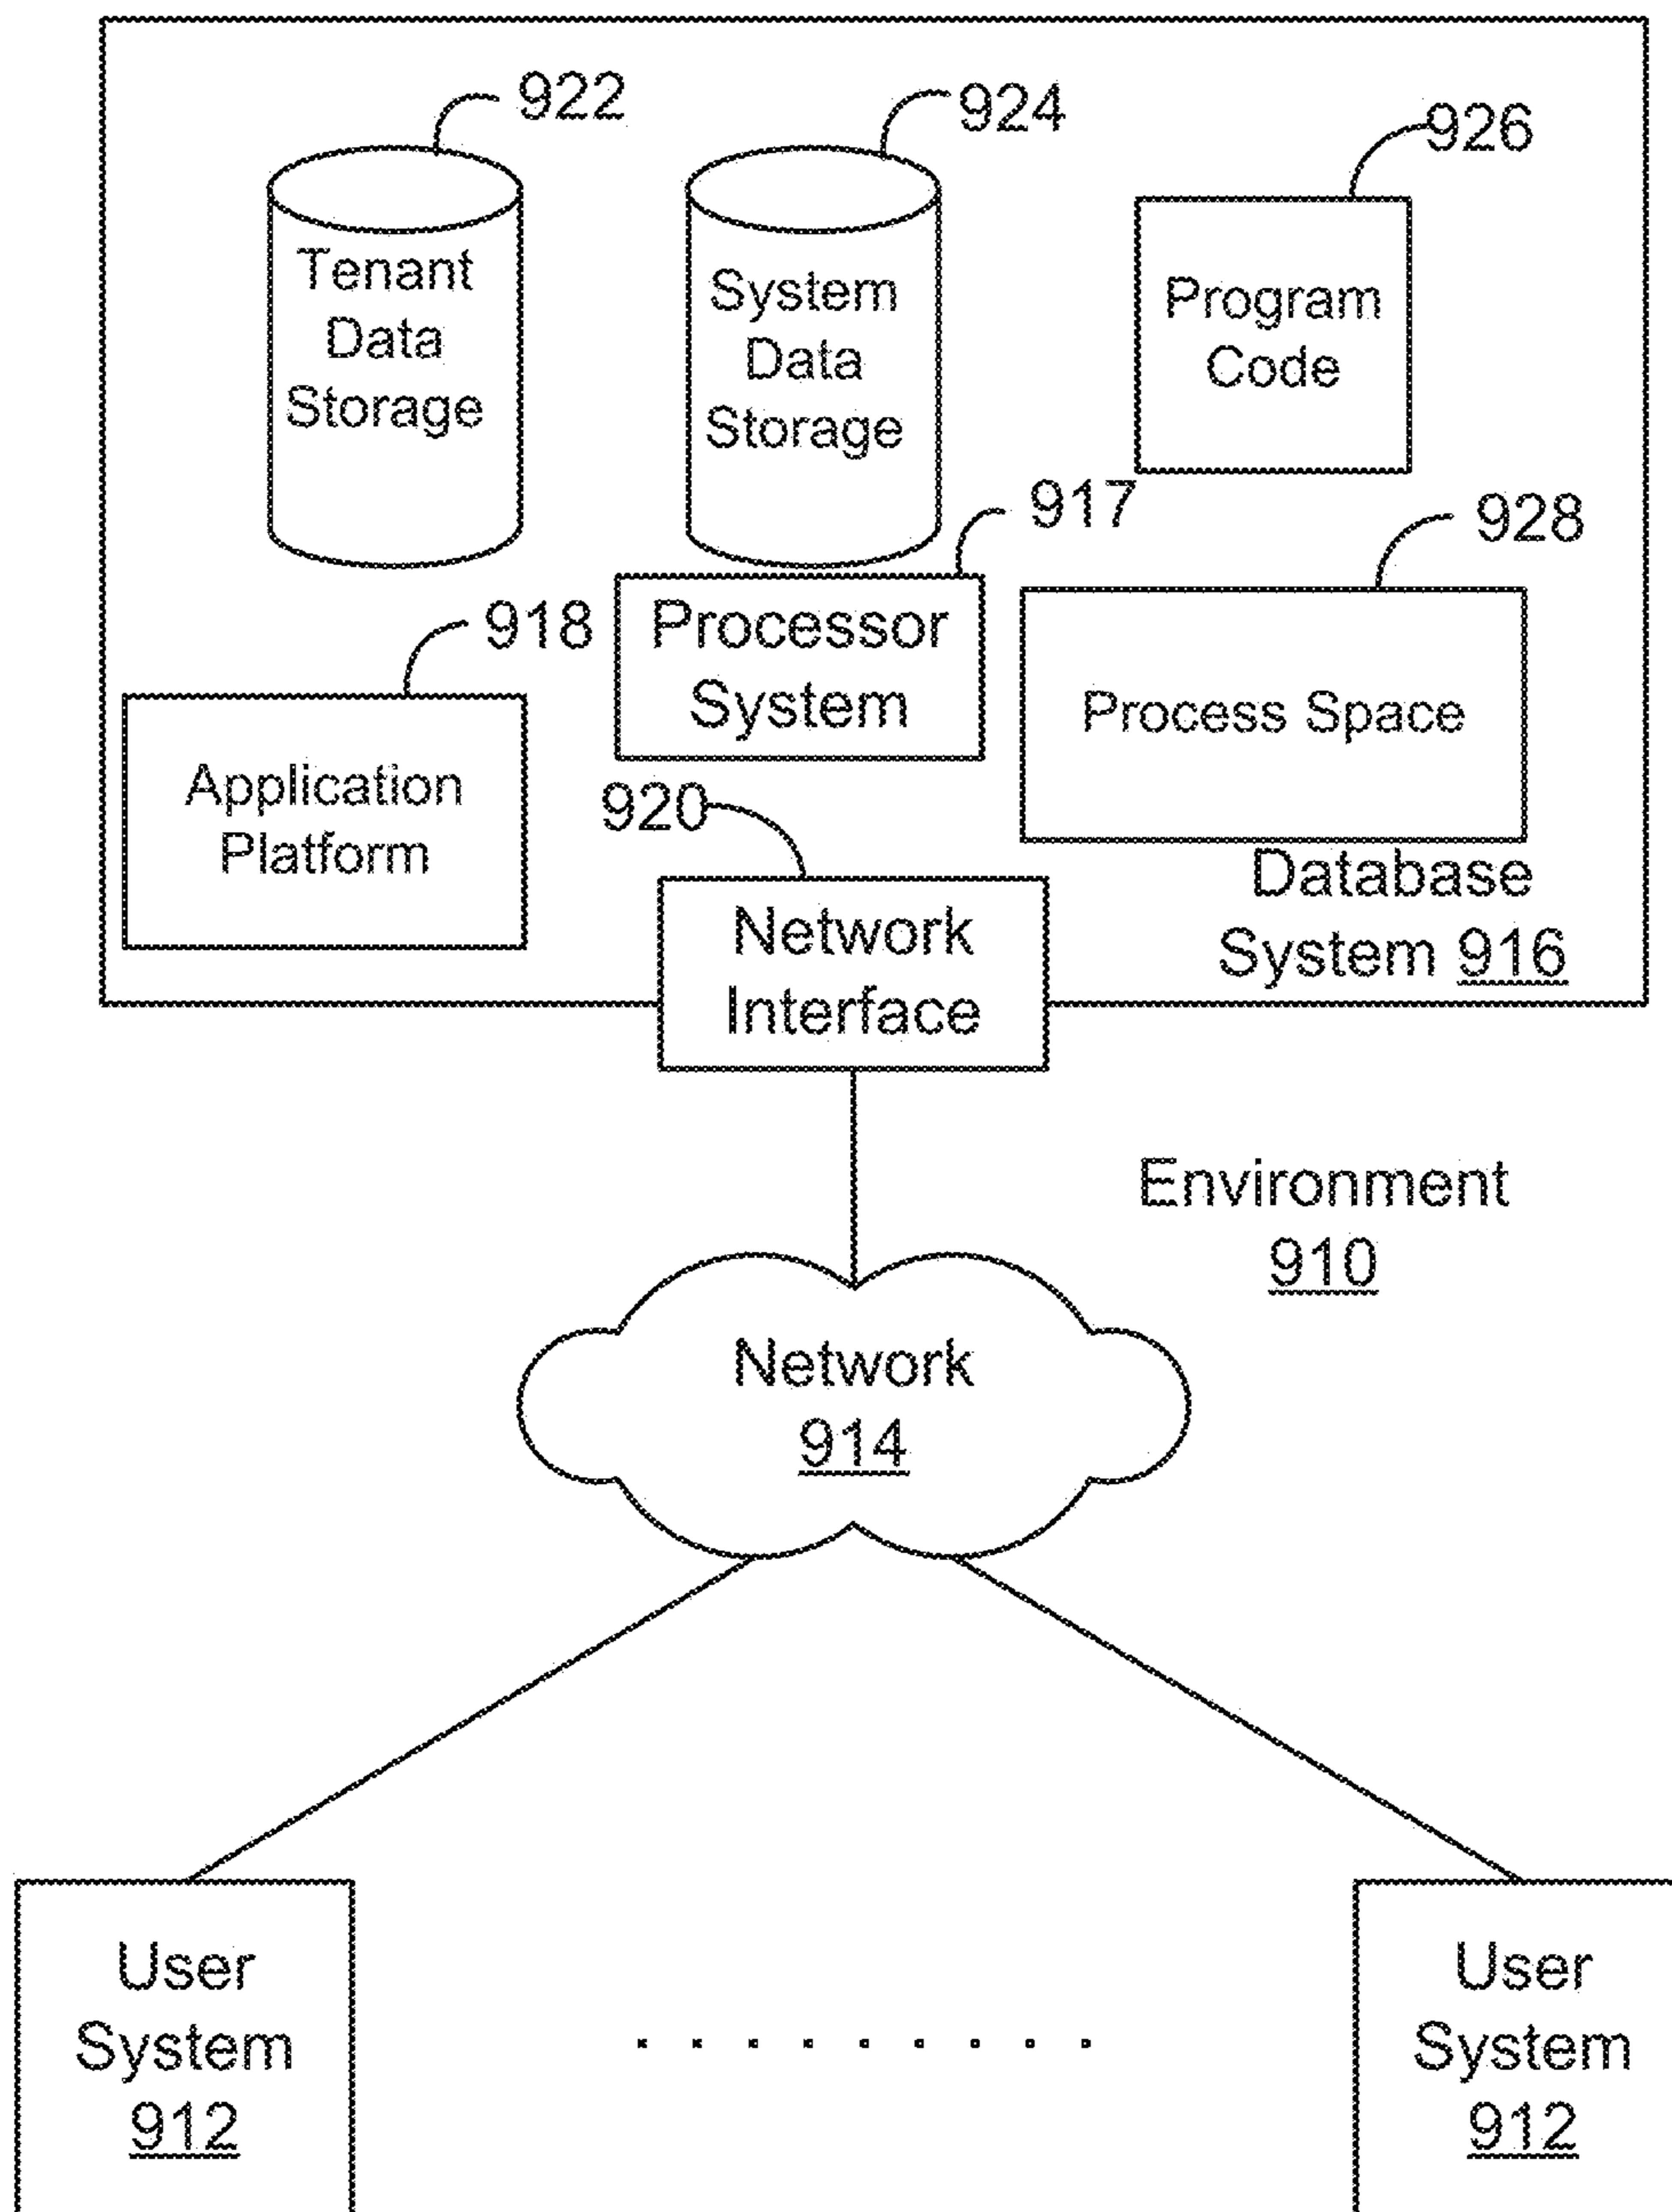 922
924
926
Tenant
Data
Storage
System
Data
Storage
Program
Code
917
928
918
Processor
System
Process Space
Application
Platform
920
Database
System 916
Network
Interface
Environment
910
Network
914
User
System
912
User
System
912